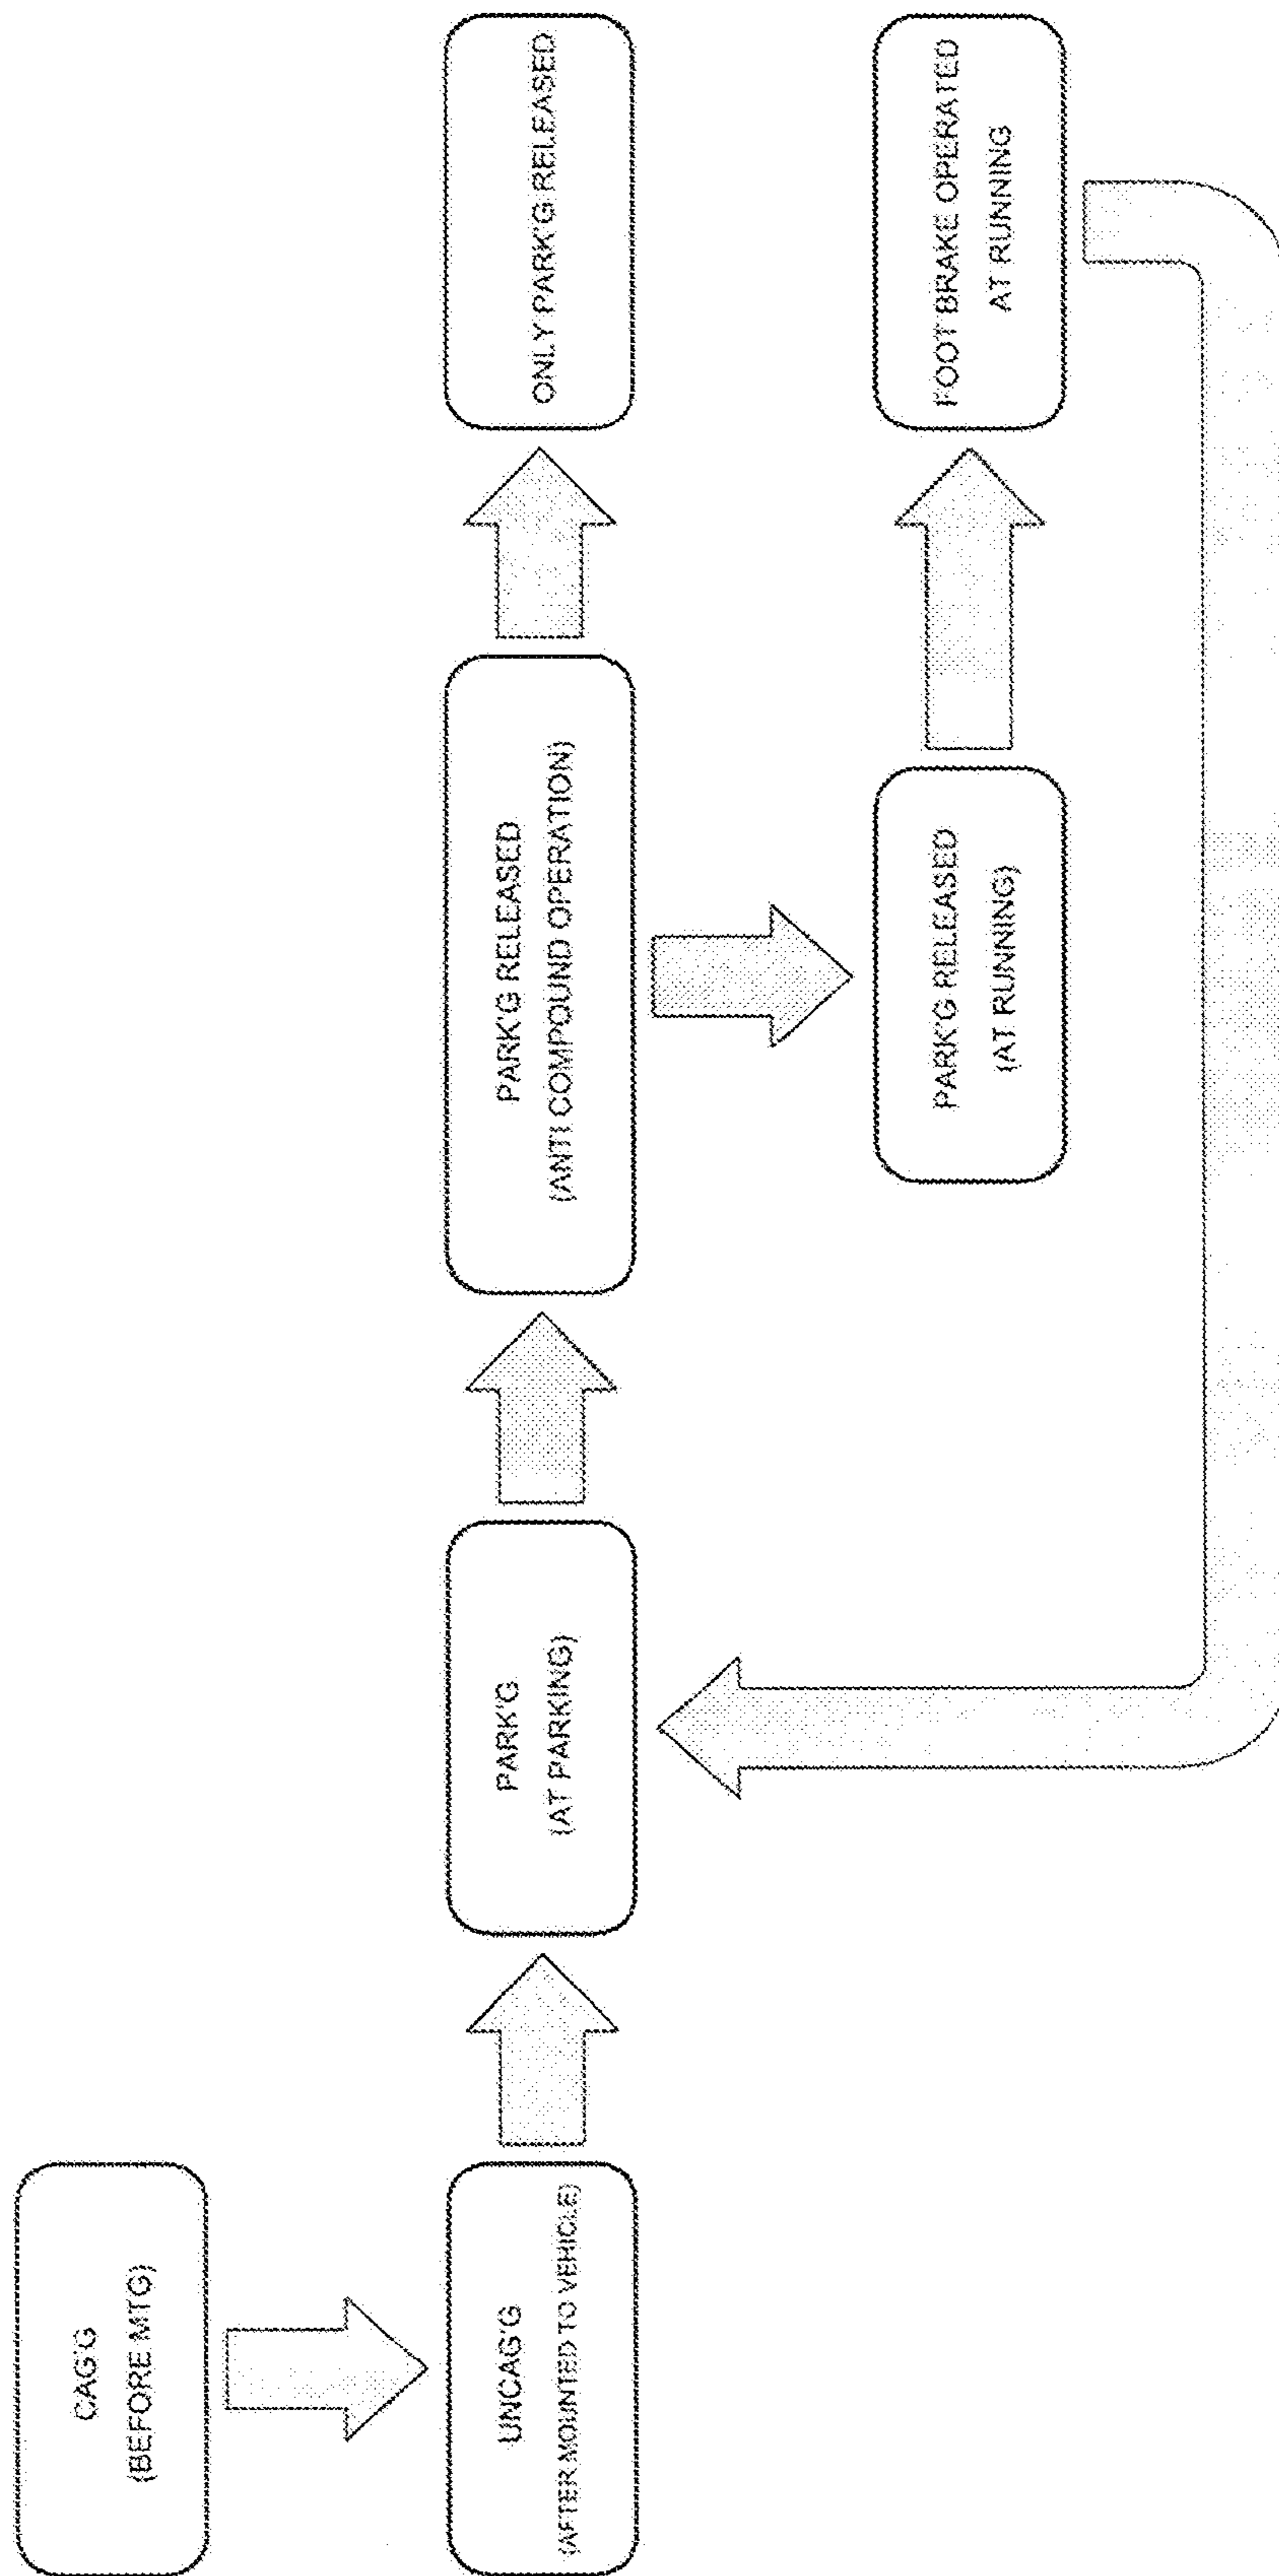 CAG'G
(BEFORE MTG)
UNCAG'G
(AFTER MOUNTED TO VEHICLE)
PARK'G
(AT PARKING)
PARK'G RELEASED
(ANTI COMPOUND OPERATION)
ONLY PARK'G RELEASED
PARK'G RELEASED
(AT RUNNING)
FOOT BRAKE OPERATED
AT RUNNING